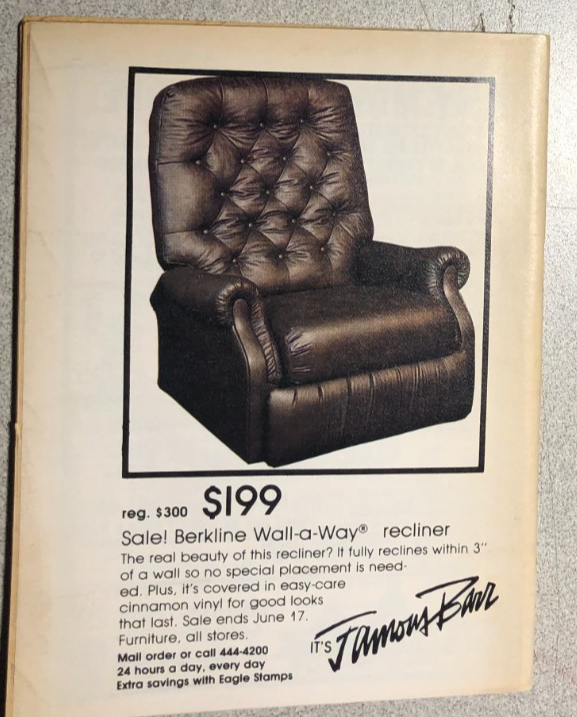 reg. $300 $199
Sale! Berkline Wall-a-Way® recliner
The real beauty of this recliner? It fully reclines within 3"
of a wall so no special placement is need-
ed. Plus, it's covered in easy-care
cinnamon vinyl for good looks
that last. Sale ends June 17.
Furniture, all stores.
Mail order or call 444-4200
24 hours a day, every day
Extra savings with Eagle Stamps
IT'S Famous Barr